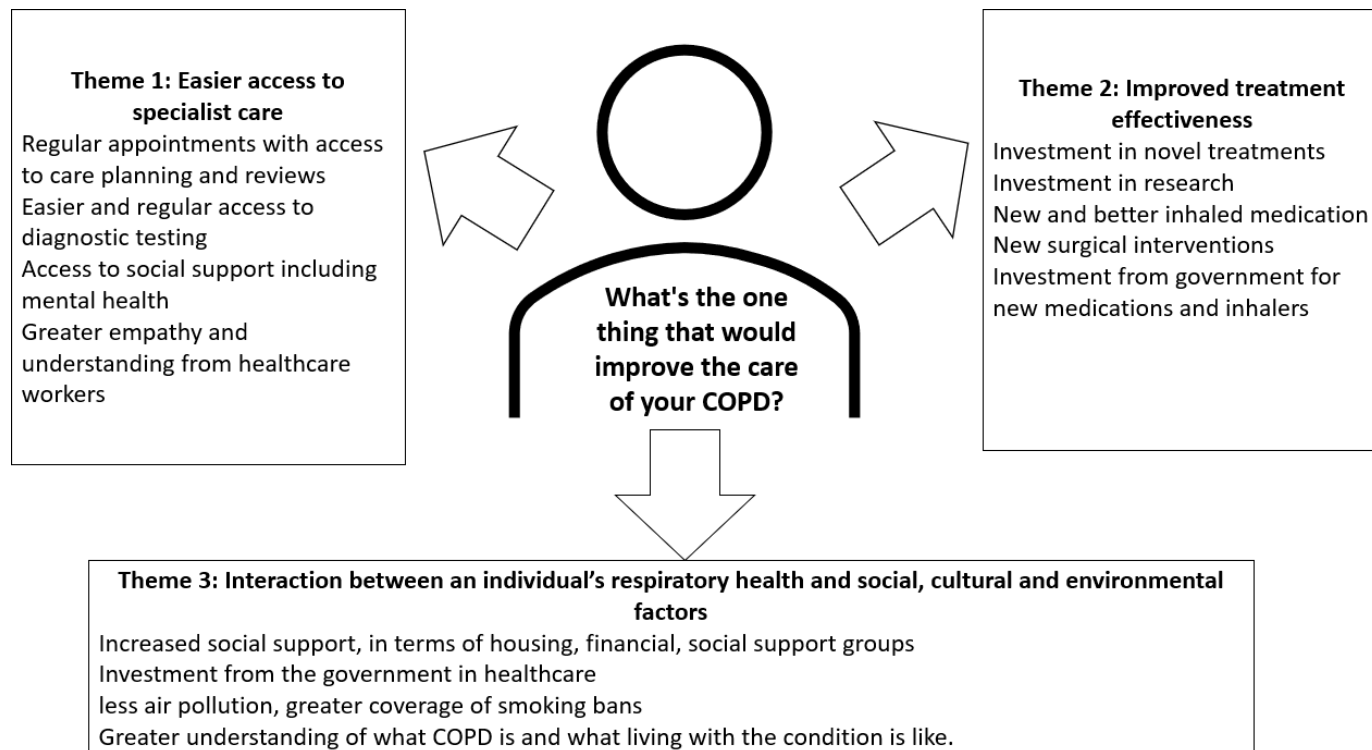 Theme 1: Easier access to
specialist care
Regular appointments with access
to care planning and reviews
Easier and regular access to
diagnostic testing
Access to social support including
mental health
Greater empathy and
understanding from healthcare
workers
What's the one
thing that would
improve the care
of your COPD?
Theme 2: Improved treatment
effectiveness
Investment in novel treatments
Investment in research
New and better inhaled medication
New surgical interventions
Investment from government for
new medications and inhalers
Theme 3: Interaction between an individual’s respiratory health and social, cultural and environmental
factors
Increased social support, in terms of housing, financial, social support groups
Investment from the government in healthcare
less air pollution, greater coverage of smoking bans
Greater understanding of what COPD is and what living with the condition is like.